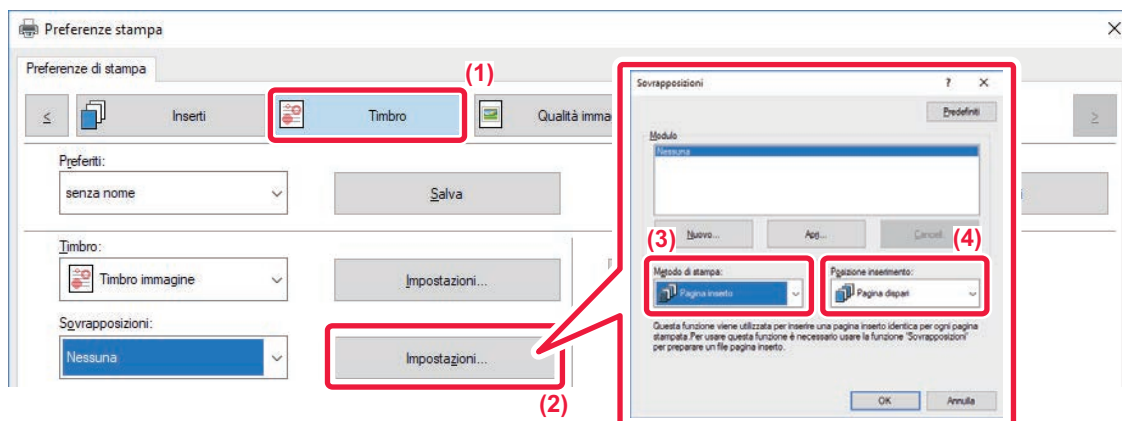 Preferenze stampa
Preferenze di stampa
(1)
≤
Inserti
Timbro
Qualità imma
≥
Preferiti:
senza nome
Salva
Timbro:
Timbro immagine
Impostazioni...
Sovrapposizioni:
Nessuna
Impostazioni...
(2)
Sovrapposizioni
?
Predefiniti
Modulo
Nessuna
Nuovo...
Apri...
(3)
(4)
Metodo di stampa:
Pagina inserto
Posizione inserimento:
Pagina dispari
Questa funzione viene utilizzata per inserire una pagina inserto identica per ogni pagina
stampata.Per usare questa funzione è necessario usare la funzione "Sovrapposizioni"
per preparare un file pagina inserto.
OK
Annulla